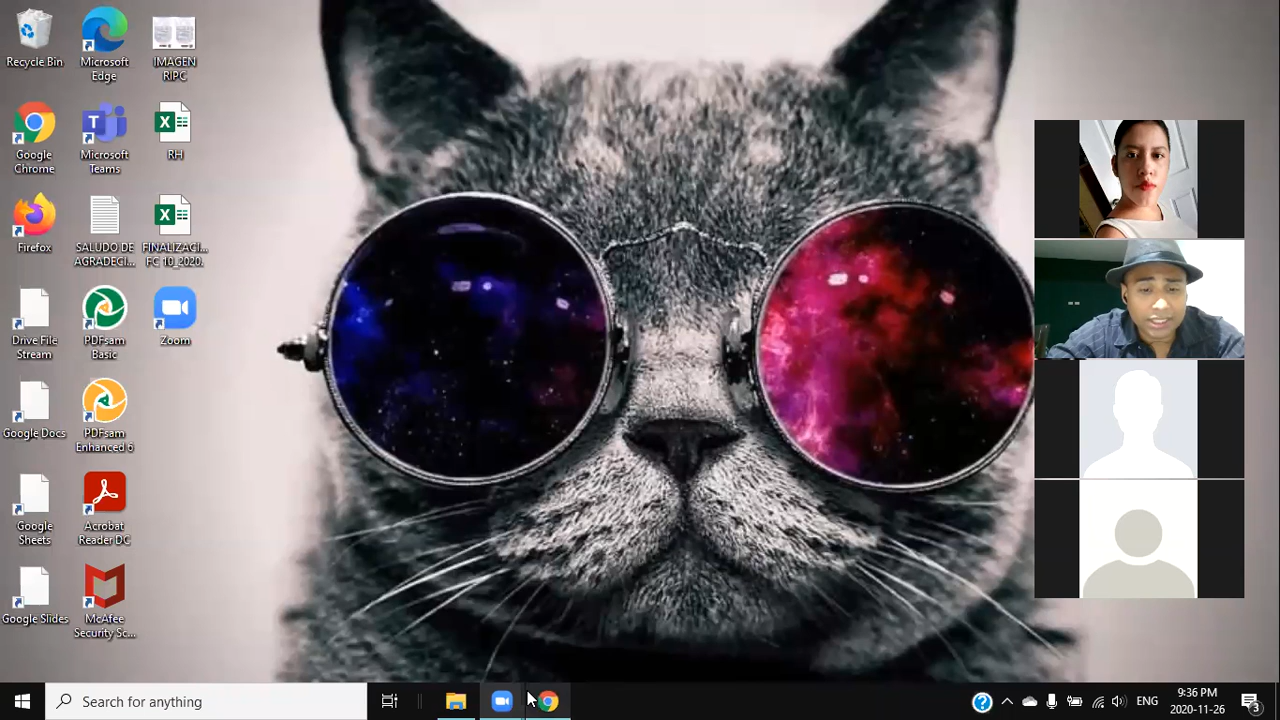 Recycle Bin
Microsoft
Edge
IMAGEN
RIPC
Google
Chrome
Microsoft
Teams
RH
Firefox
SALUDO DE
AGRADECI...
FINALIZACI...
FC 10_2020.
Drive File
Stream
PDFsam
Basic
Zoom
Google Docs
PDFsam
Enhanced 6
Google
Sheets
Acrobat
Reader DC
Google Slides
McAfee
Security Sc...
Search for anything
ENG
9:36 PM
2020-11-26
3